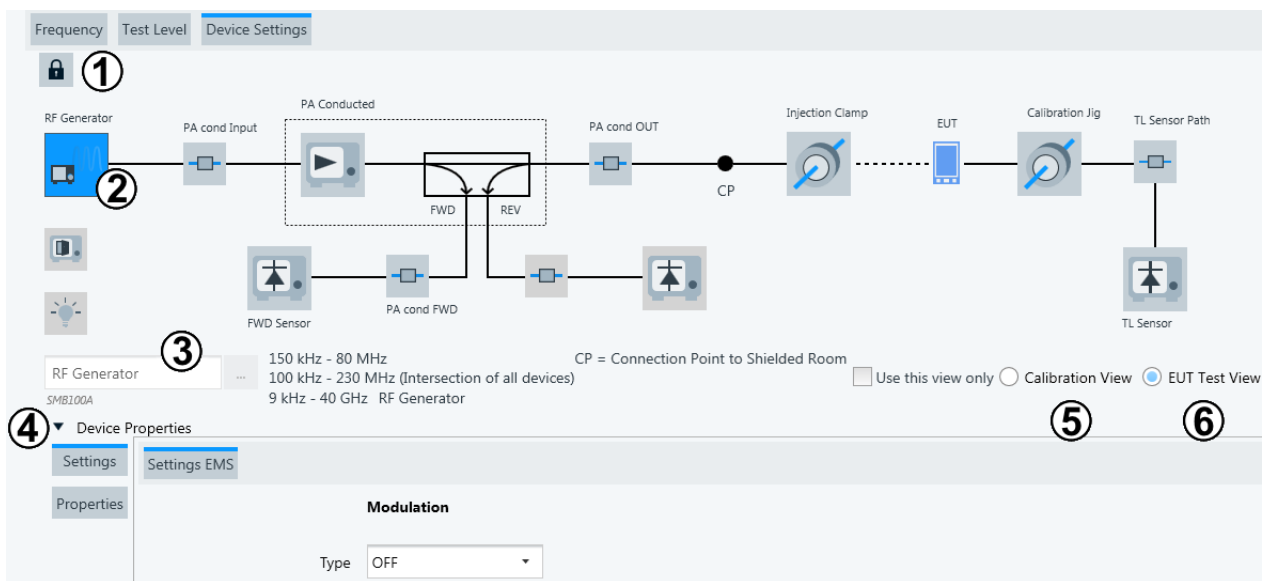 Frequency Test Level Device Settings
1
PA Conducted
RF Generator PA cond Input PA cond OUT Injection Clamp EUT Calibration Jig TL Sensor Path
2
CP
FWD REV
PA cond FWD
FWD Sensor TL Sensor
3
150 kHz - 80 MHz CP = Connection Point to Shielded Room
RF Generator ... 100 kHz - 230 MHz (Intersection of all devices) Use this view only Calibration View EUT Test View
SMB100A 9 kHz - 40 GHz RF Generator
4 Device Properties 5 6
Settings Settings EMS
Properties Modulation
Type OFF